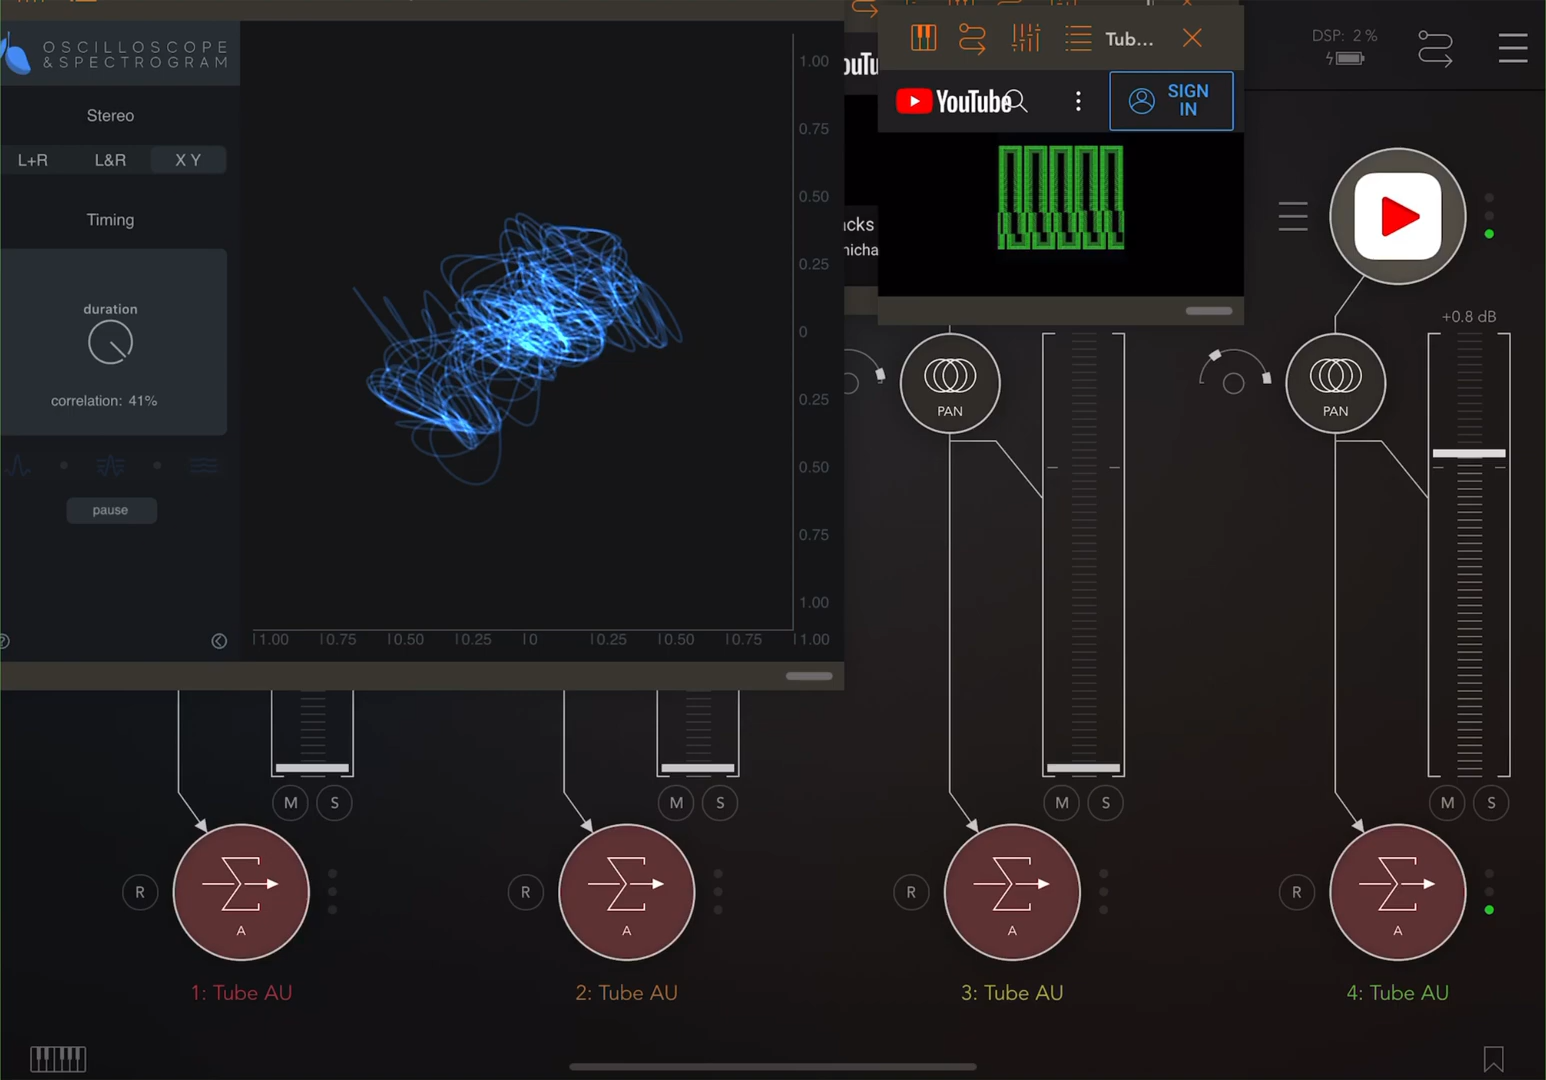 OSCILLOSCOPE
& SPECTROGRAM
Stereo
L+R
L&R
X Y
Timing
duration
correlation: 41%
pause
1.00
0.75
0.50
0.25
0
0.25
0.50
0.75
1.00
1.00
0.75
0.50
0.25
0
0.25
0.50
0.75
1.00
Tub...
YouTube
SIGN
IN
DSP: 2 %
+0.8 dB
PAN
PAN
M
S
M
S
M
S
M
S
R
A
R
A
R
A
R
A
1: Tube AU
2: Tube AU
3: Tube AU
4: Tube AU